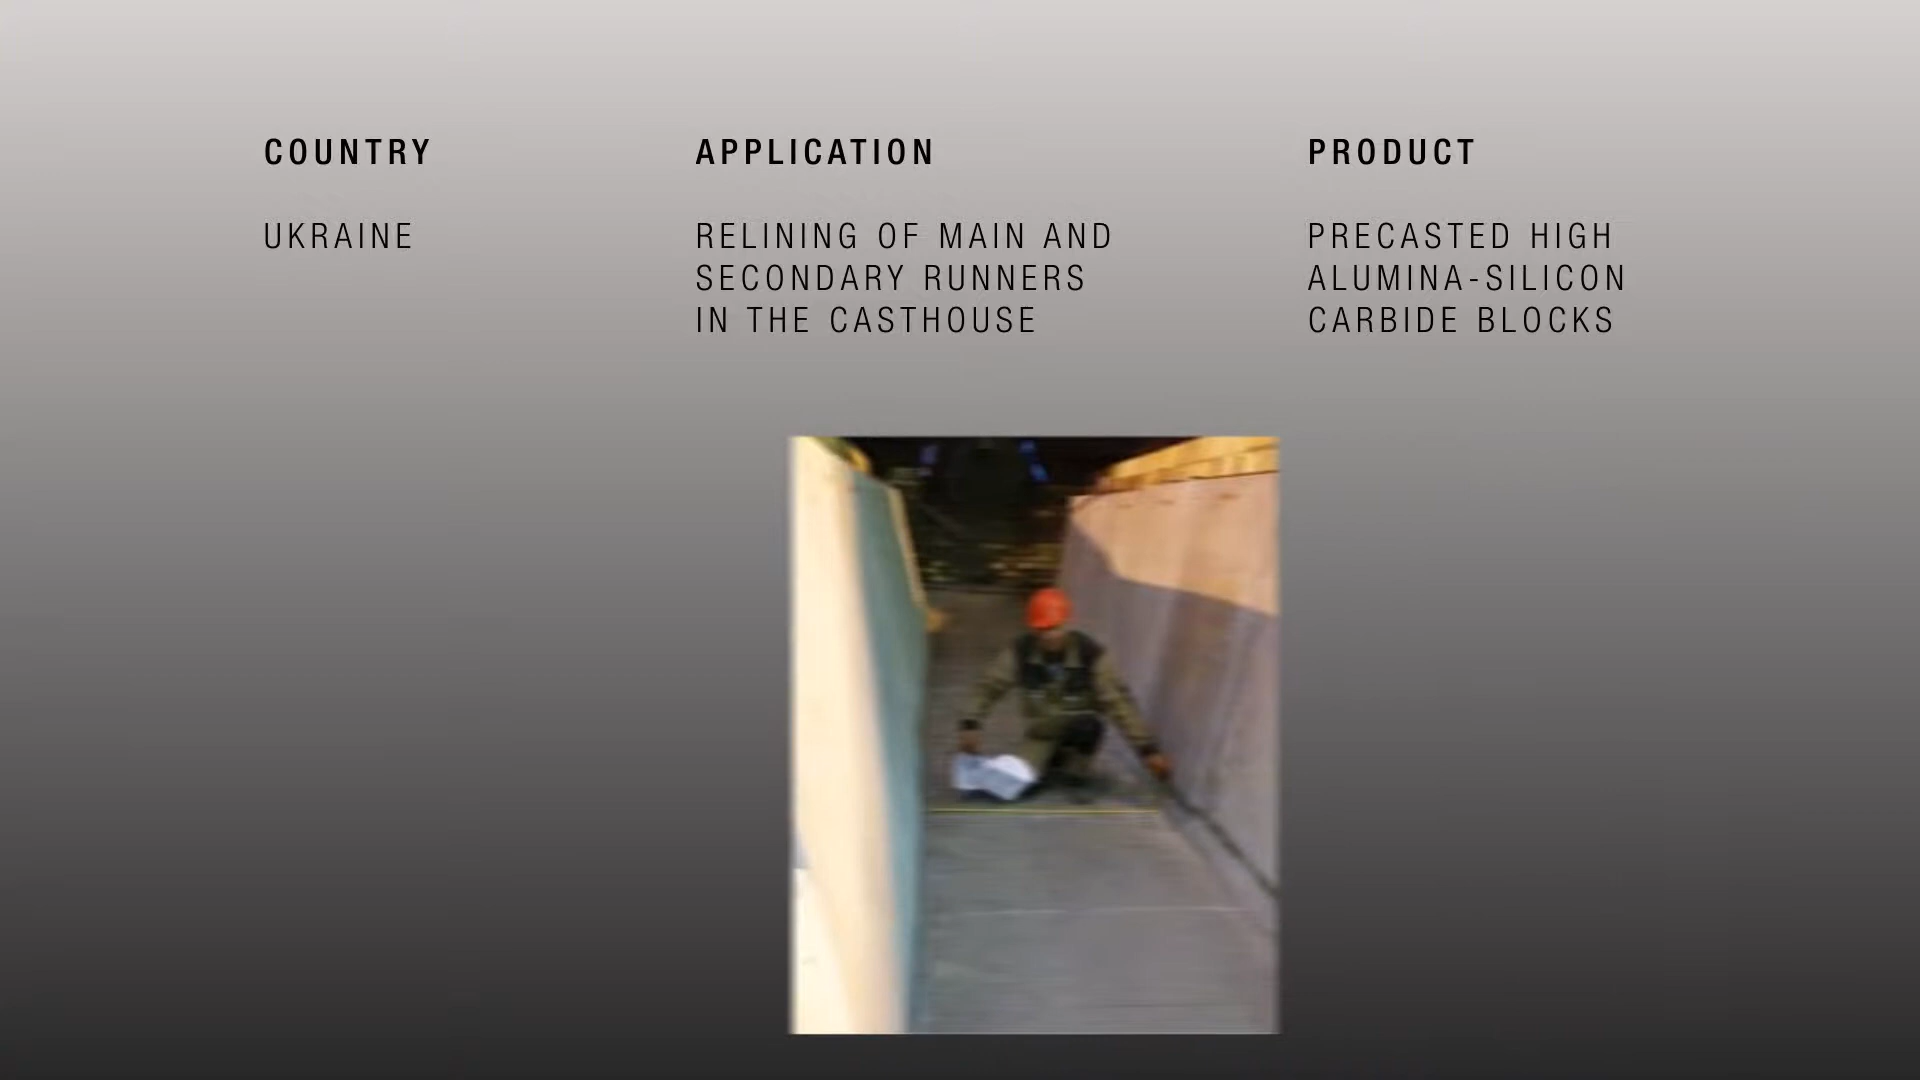 COUNTRY
UKRAINE
APPLICATION
RELINING OF MAIN AND
SECONDARY RUNNERS
IN THE CASTHOUSE
PRODUCT
PRECASTED HIGH
ALUMINA-SILICON
CARBIDE BLOCKS